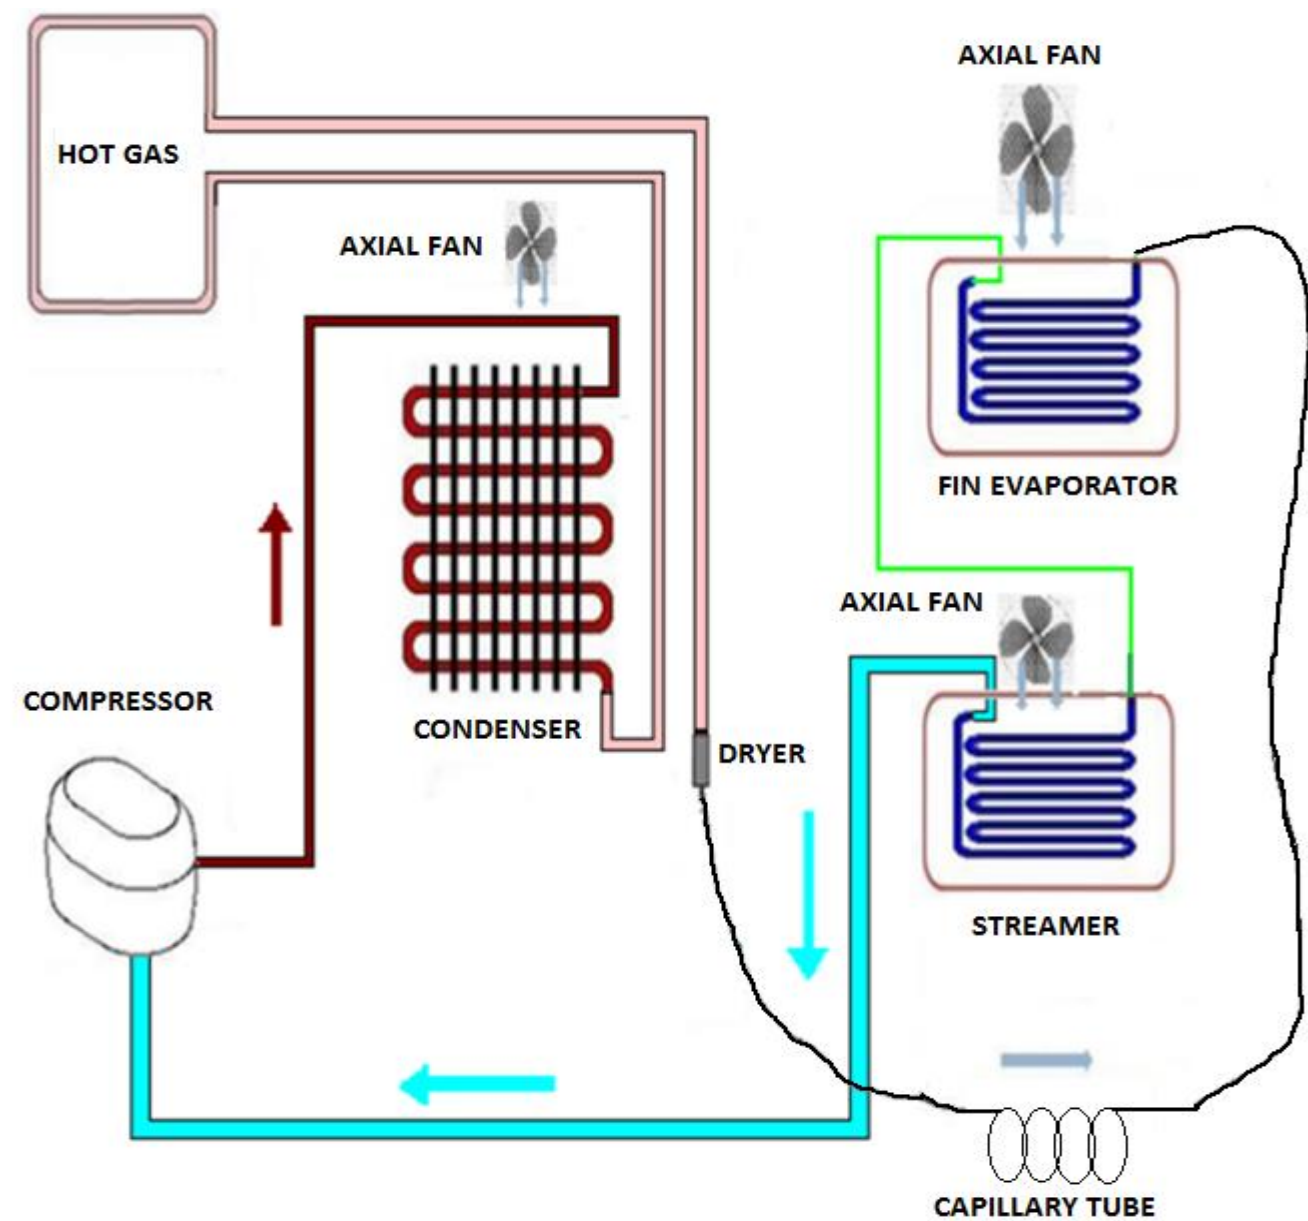 AXIAL FAN
HOT GAS
AXIAL FAN
FIN EVAPORATOR
AXIAL FAN
COMPRESSOR
CONDENSER
DRYER
STREAMER
CAPILLARY TUBE